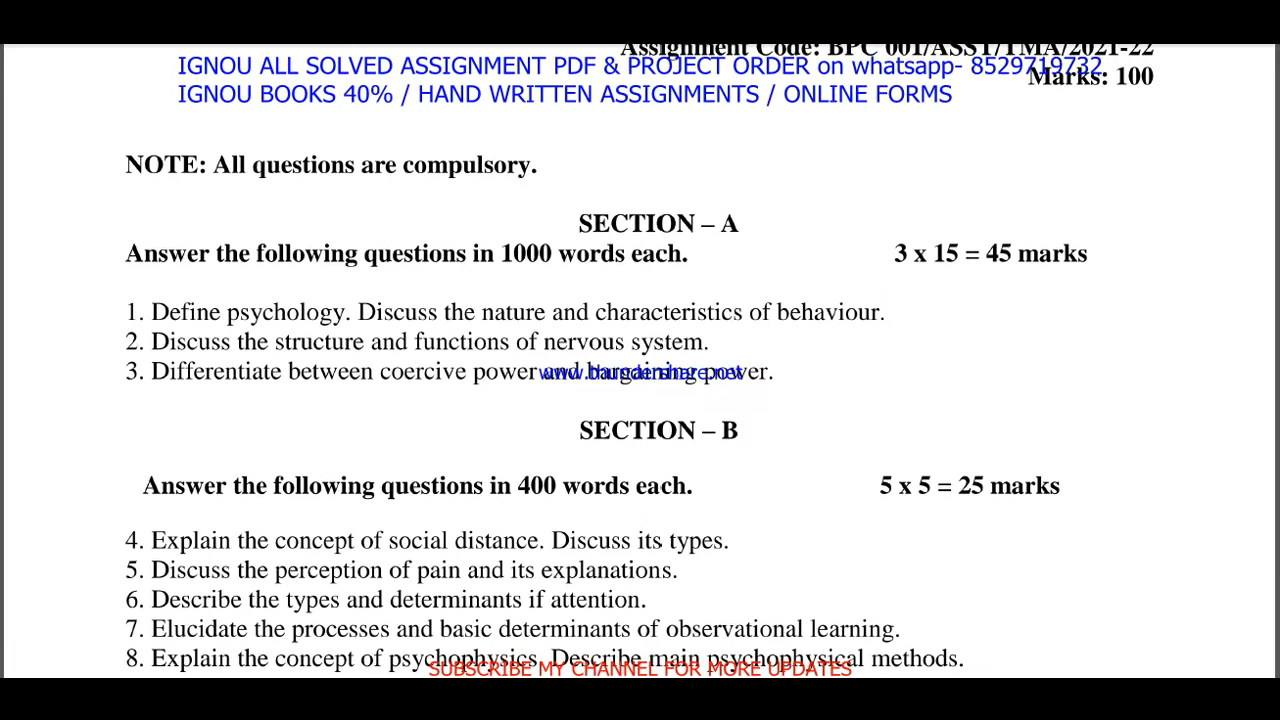 Assignment Code: BPC 001/ASST/TMA/2021-22
IGNOU ALL SOLVED ASSIGNMENT PDF & PROJECT ORDER on whatsapp- 8529719732
Marks: 100
IGNOU BOOKS 40% / HAND WRITTEN ASSIGNMENTS / ONLINE FORMS
NOTE: All questions are compulsory.
SECTION – A
Answer the following questions in 1000 words each. 3 x 15 = 45 marks
1. Define psychology. Discuss the nature and characteristics of behaviour.
2. Discuss the structure and functions of nervous system.
3. Differentiate between coercive power and bargaining power.
www.thundershare.net
SECTION – B
Answer the following questions in 400 words each. 5 x 5 = 25 marks
4. Explain the concept of social distance. Discuss its types.
5. Discuss the perception of pain and its explanations.
6. Describe the types and determinants if attention.
7. Elucidate the processes and basic determinants of observational learning.
8. Explain the concept of psychophysics. Describe main psychophysical methods.
SUBSCRIBE MY CHANNEL FOR MORE UPDATES